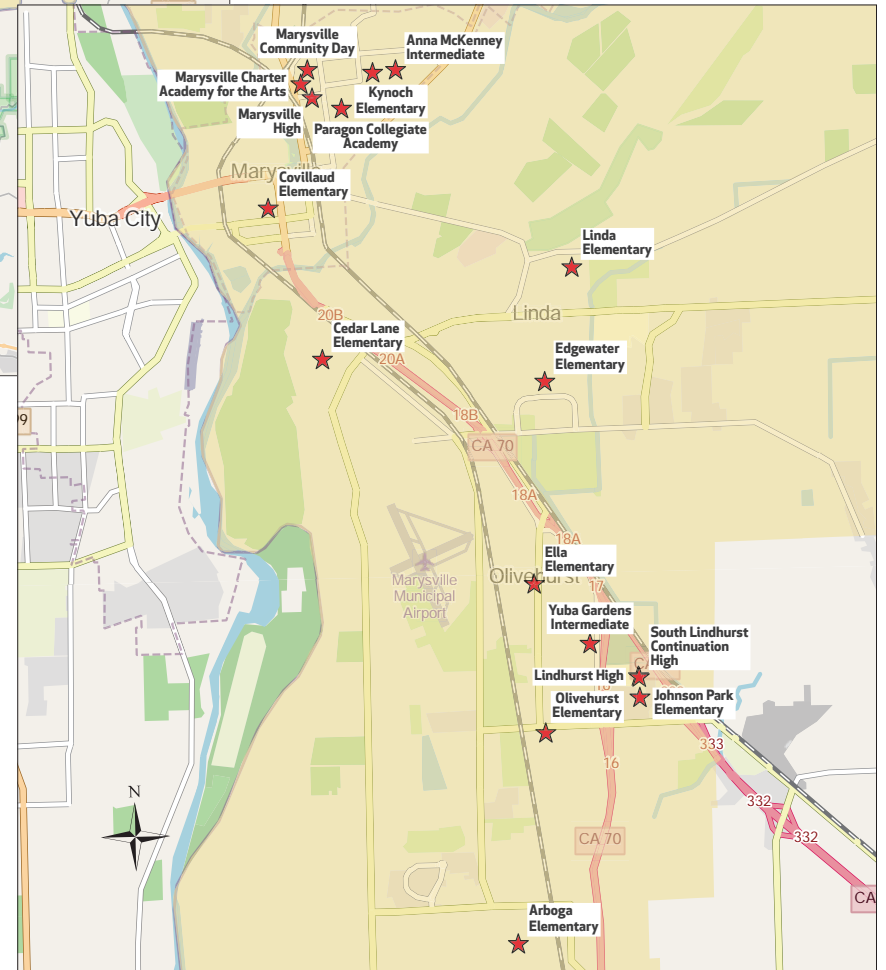 Marysville
Community Day
Anna McKenney
Intermediate
Marysville Charter
Academy for the Arts
Kynoch
Elementary
Marysville
High
Paragon Collegiate
Academy
Marysville
Covillaud
Elementary
Yuba City
Linda
Elementary
20B
Linda
Cedar Lane
Elementary
20A
Edgewater
Elementary
18B
CA 70
18A
18A
Ella
Elementary
Olivehurst
Marysville
Municipal
Airport
17
Yuba Gardens
Intermediate
South Lindhurst
Continuation
High
Lindhurst High
Johnson Park
Elementary
Olivehurst
Elementary
333
16
N
332
332
CA 70
CA
Arboga
Elementary